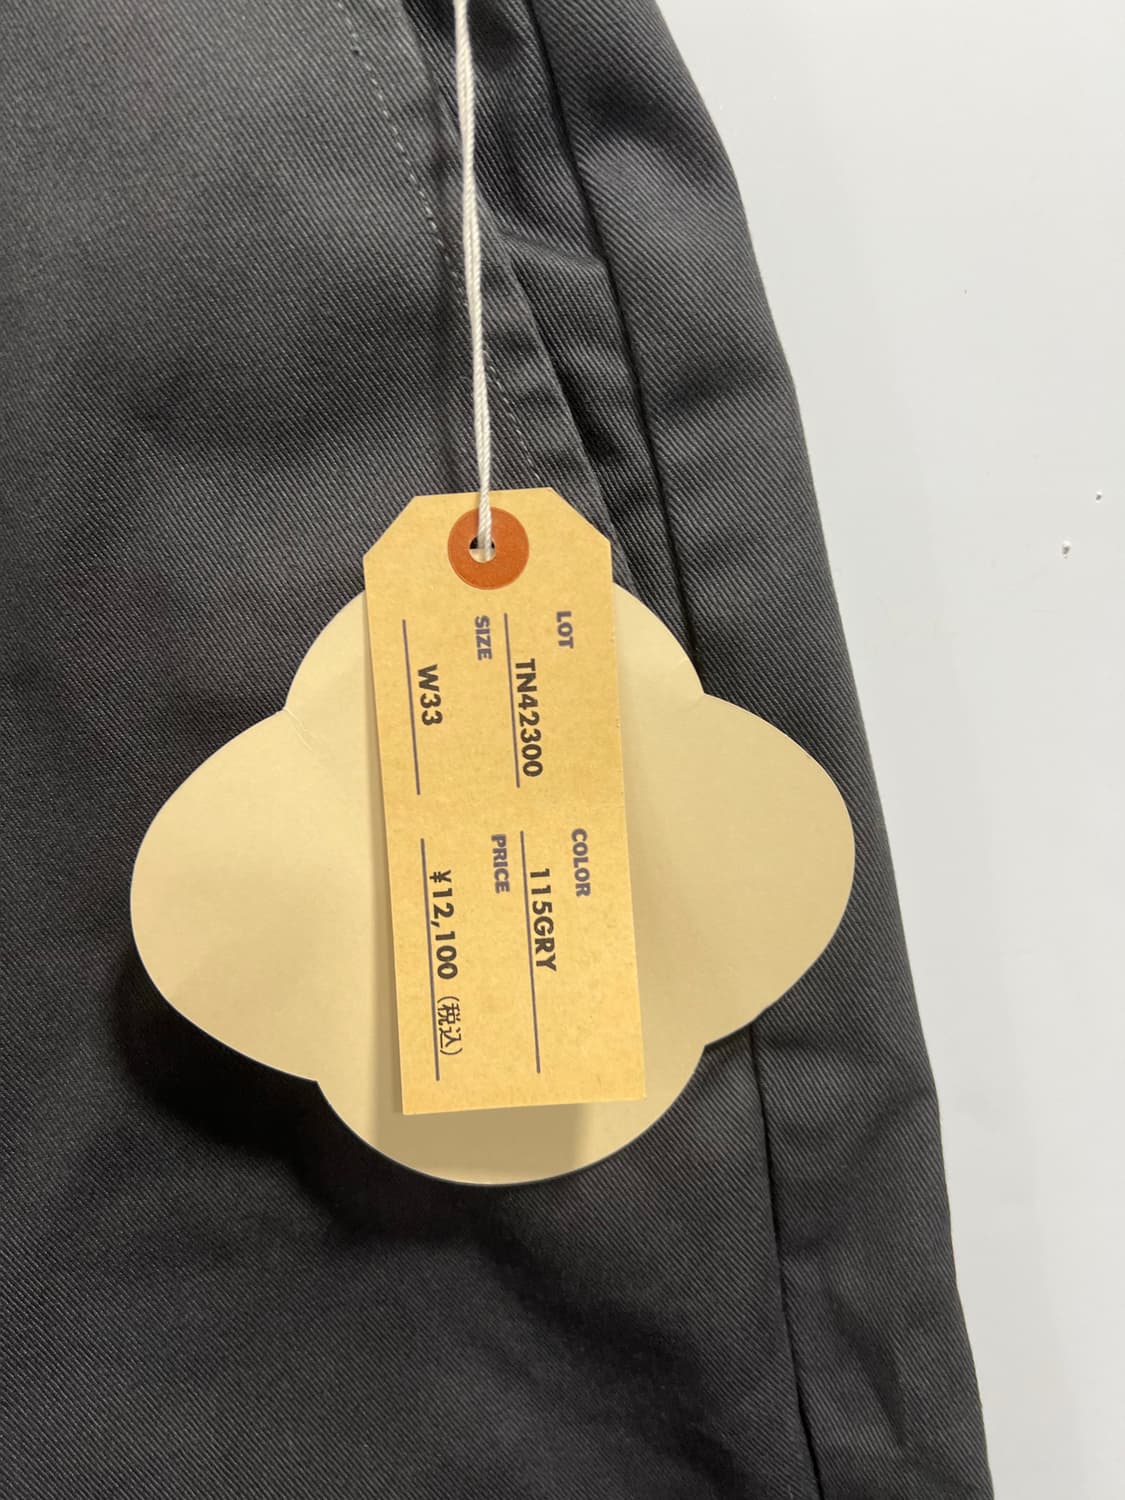 LOT
TN42300
COLOR
115GRY
SIZE
W33
PRICE
¥12,100(税込)